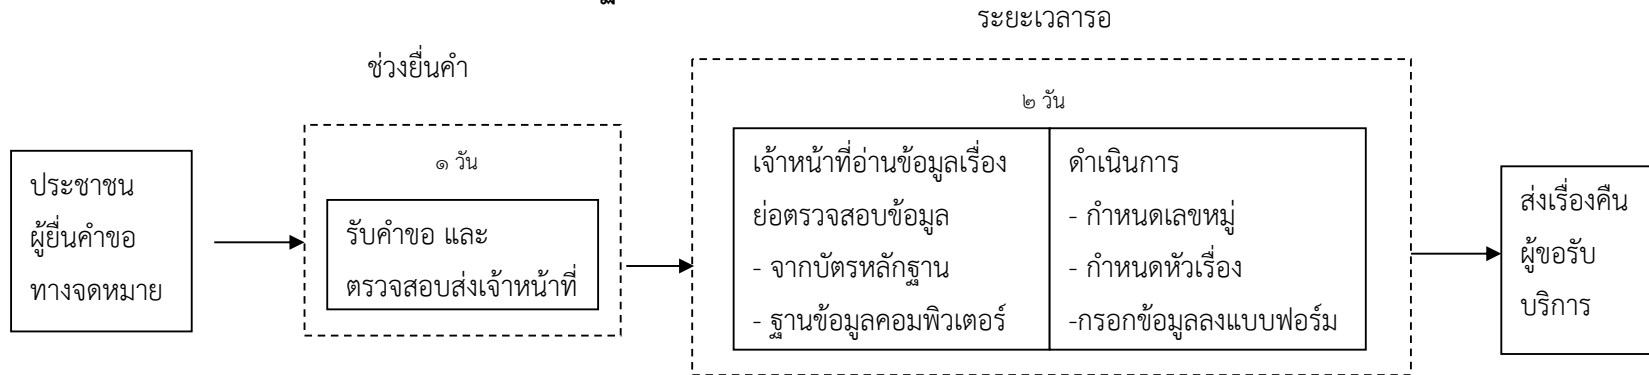 ระยะเวลารอ
ช่วงยื่นคำ
๒ วัน
๑ วัน
ประชาชน
ผู้ยื่นคำขอ
ทางจดหมาย
รับคำขอ และ
ตรวจสอบส่งเจ้าหน้าที่
เจ้าหน้าที่อ่านข้อมูลเรื่อง
ย่อตรวจสอบข้อมูล
- จากบัตรหลักฐาน
- ฐานข้อมูลคอมพิวเตอร์
ดำเนินการ
- กำหนดเลขหมู่
- กำหนดหัวเรื่อง
-กรอกข้อมูลลงแบบฟอร์ม
ส่งเรื่องคืน
ผู้ขอรับ
บริการ